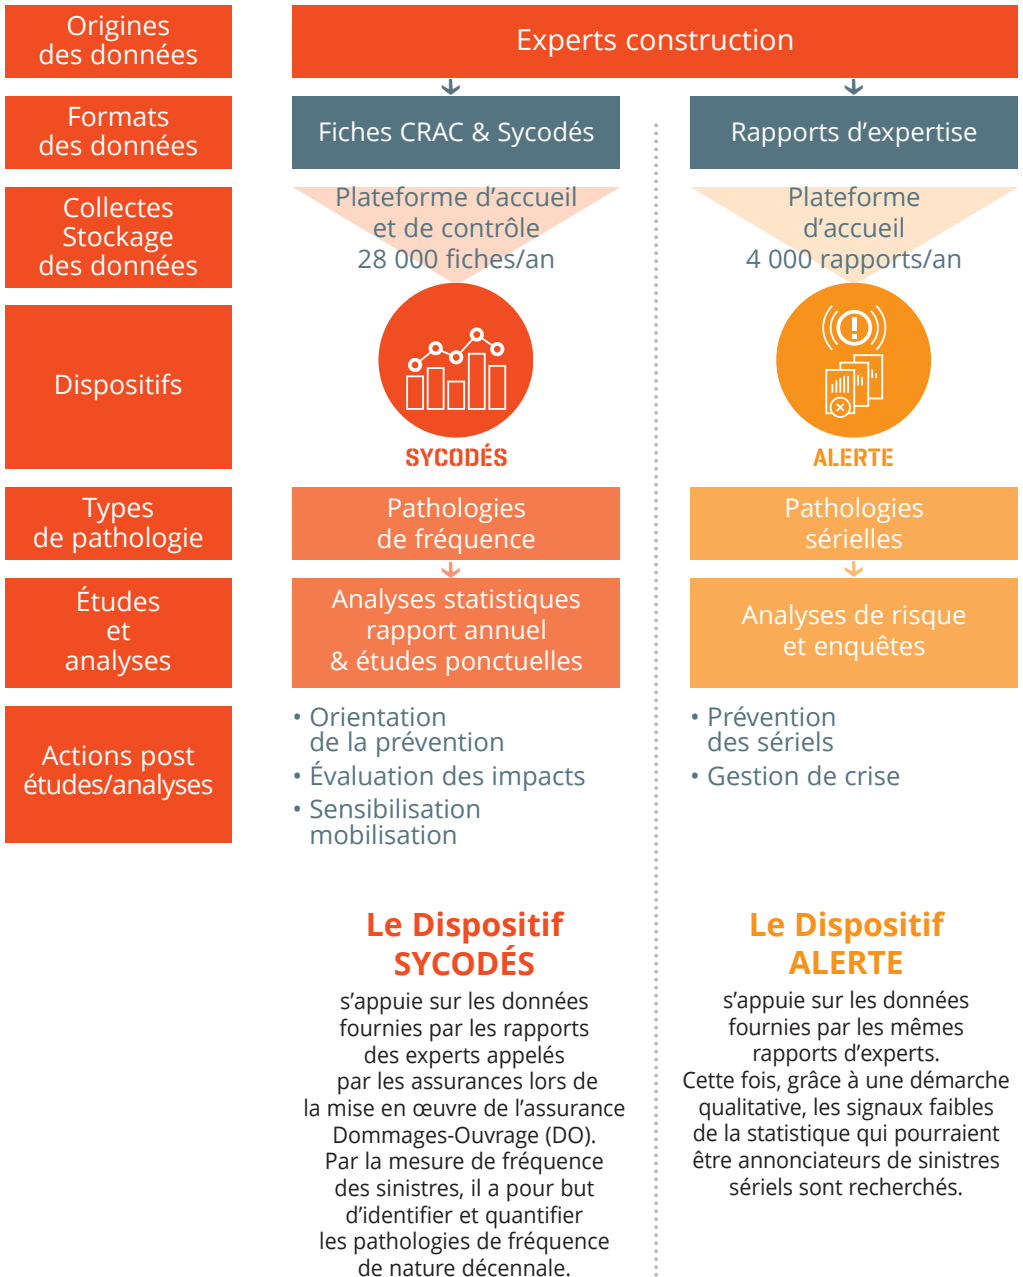 Origines
des données
Experts construction
Formats
des données
Fiches CRAC & Sycodés
Rapports d’expertise
Collectes
Stockage
des données
Plateforme d’accueil
et de contrôle
28 000 fiches/an
Plateforme
d’accueil
4 000 rapports/an
Dispositifs
SYCODÉS
ALERTE
Types
de pathologie
Pathologies
de fréquence
Pathologies
sérielles
Études
et
analyses
Analyses statistiques
rapport annuel
& études ponctuelles
Analyses de risque
et enquêtes
Actions post
études/analyses
• Orientation
de la prévention
• Évaluation des impacts
• Sensibilisation
mobilisation
• Prévention
des sériels
• Gestion de crise
Le Dispositif
SYCODÉS
s’appuie sur les données
fournies par les rapports
des experts appelés
par les assurances lors de
la mise en œuvre de l’assurance
Dommages-Ouvrage (DO).
Par la mesure de fréquence
des sinistres, il a pour but
d’identifier et quantifier
les pathologies de fréquence
de nature décennale.
Le Dispositif
ALERTE
s’appuie sur les données
fournies par les mêmes
rapports d’experts.
Cette fois, grâce à une démarche
qualitative, les signaux faibles
de la statistique qui pourraient
être annonciateurs de sinistres
sériels sont recherchés.